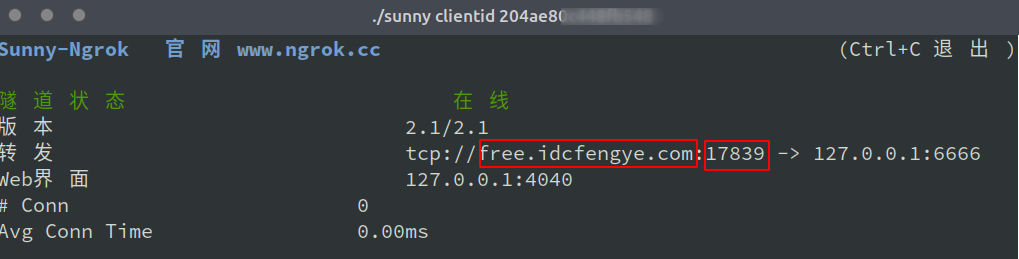 ./sunny clientid 204ae80
Sunny-Ngrok 官 网 www.ngrok.cc (Ctrl+C 退 出 )
隧 道 状 态 在 线
版 本 2.1/2.1
转 发 tcp://free.idcfengye.com:17839 -> 127.0.0.1:6666
Web界 面 127.0.0.1:4040
# Conn 0
Avg Conn Time 0.00ms